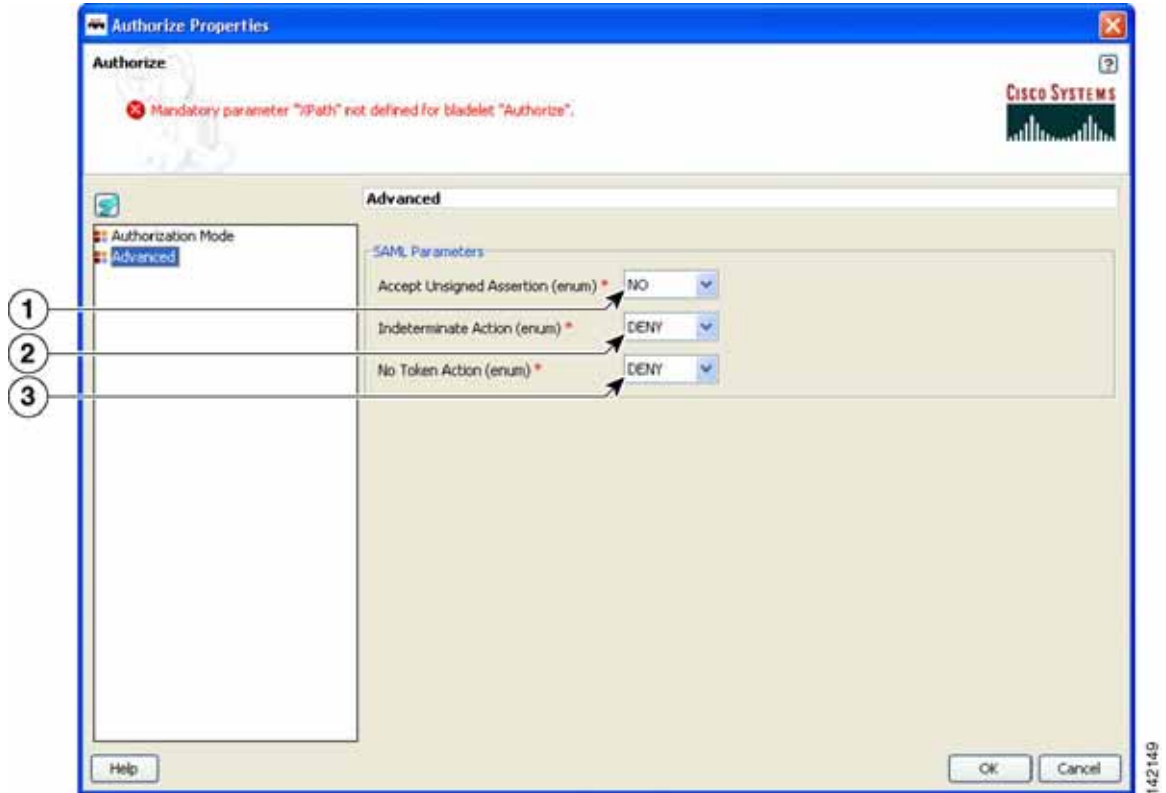 Authorize Properties
Authorize
?
Mandatory parameter "XPath" not defined for bladelet "Authorize".
CISCO SYSTEMS
Advanced
Authorization Mode
Advanced
SAML Parameters
Accept Unsigned Assertion (enum) * NO
1
Indeterminate Action (enum) * DENY
2
No Token Action (enum) * DENY
3
Help
OK
Cancel
142149